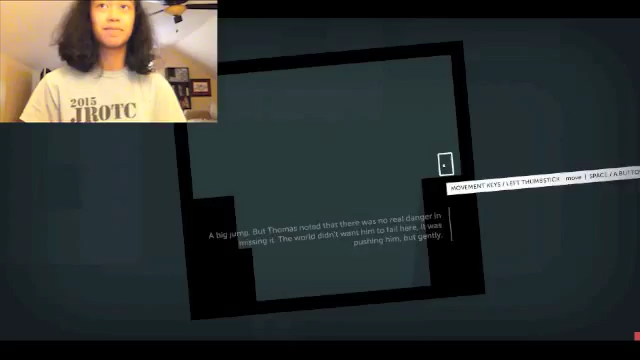 2015
JROTC
MOVEMENT KEYS / LEFT THUMBSTICK - move | SPACE / A BUTTO
A big jump. But Thomas noted that there was no real danger in
missing it. The world didn't want him to fail here, it was
pushing him, but gently.